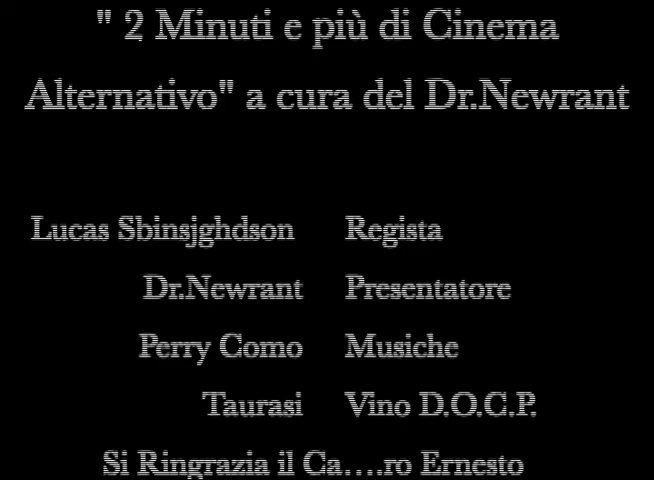 " 2 Minuti e più di Cinema
Alternativo" a cura del Dr.Newrant
Lucas Sbinsjghdson Regista
Dr.Newrant Presentatore
Perry Como Musiche
Taurasi Vino D.O.C.P.
Si Ringrazia il Ca....ro Ernesto